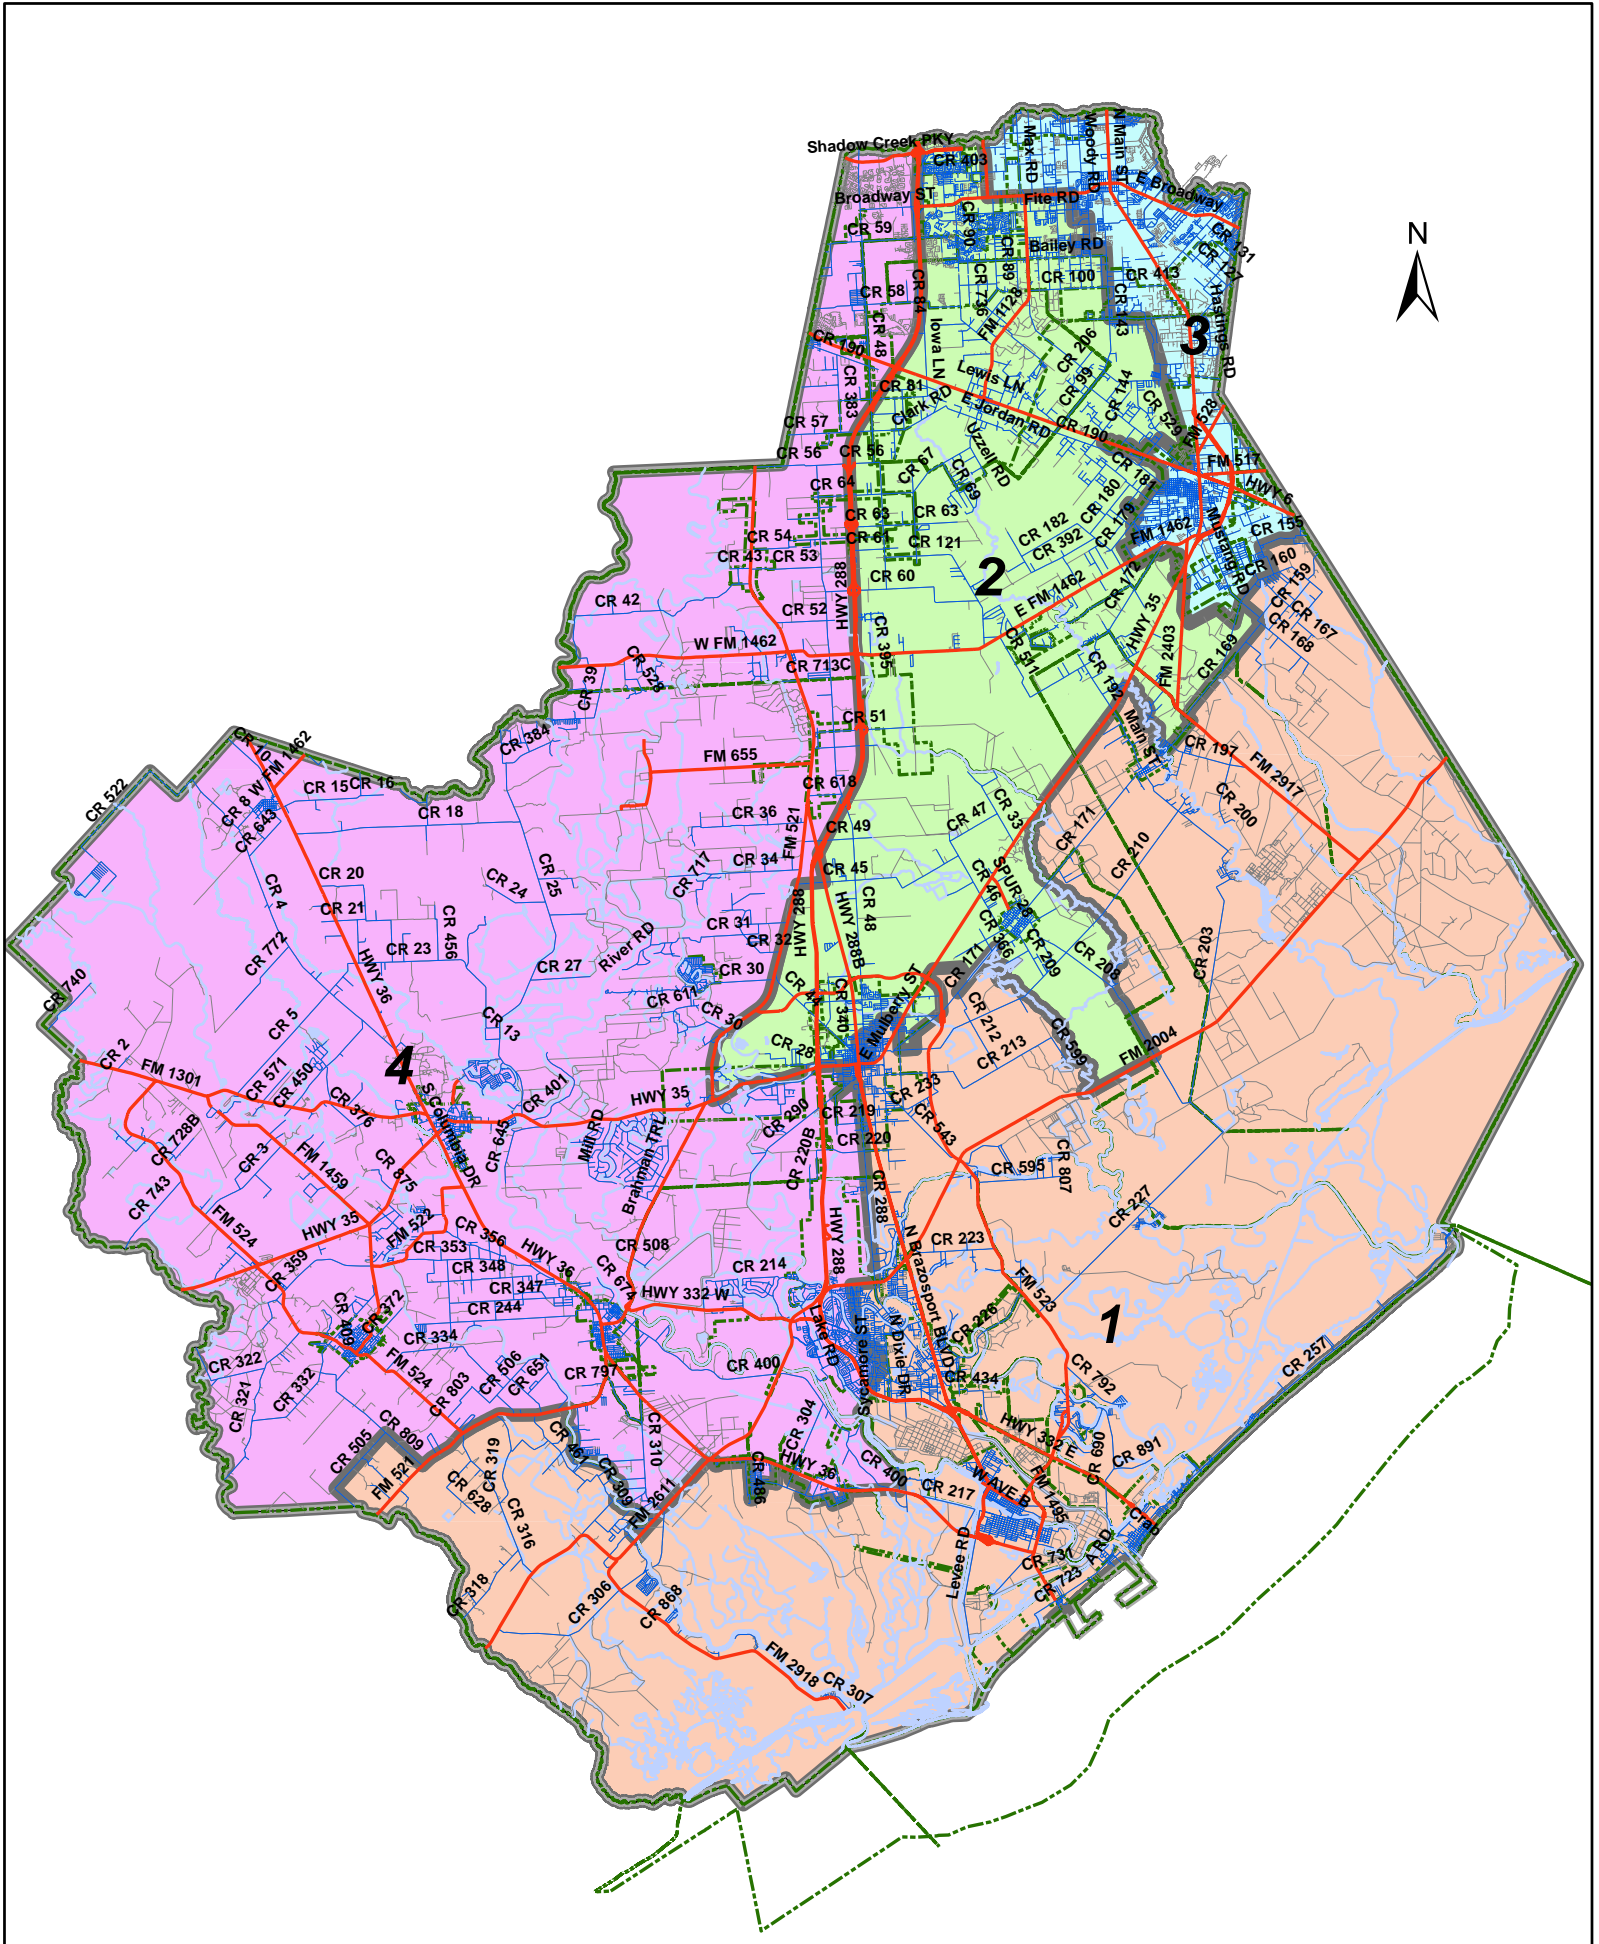 Shadow Creek PKY
CR 403
Max RD
Woody RD
N Main ST
E Broadway
Broadway ST
Fite RD
CR 59
CR 90
CR 89
Bailey RD
CR 131
CR 127
N
CR 58
CR 84
CR 736
CR 100
CR 413
FM 1128
CR 143
Hastings RD
3
CR 190
CR 48
Iowa LN
CR 206
CR 383
CR 81
Lewis LN
CR 99
CR 144
Clark RD
E Jordan RD
CR 529
FM 528
CR 57
CR 190
CR 56
CR 56
Uzzell RD
CR 67
CR 69
CR 181
FM 517
HWY 6
CR 64
CR 180
CR 63
CR 63
CR 179
CR 182
CR 392
FM 1462
Mustang RD
CR 155
CR 54
CR 61
CR 121
CR 43
CR 53
CR 160
CR 159
CR 60
2
CR 172
HWY 288
E FM 1462
CR 42
CR 52
CR 167
CR 168
HWY 35
W FM 1462
CR 395
CR 511
CR 713C
CR 528
CR 39
CR 192
FM 2403
CR 169
CR 51
Main ST
CR 384
CR 10
W FM 1462
FM 655
CR 197
FM 2917
CR 522
CR 8
CR 15
CR 16
CR 618
CR 200
CR 643
CR 18
CR 36
FM 521
CR 49
CR 47
CR 33
CR 171
CR 210
CR 34
CR 45
CR 717
CR 20
CR 4
CR 24
CR 25
CR 46
SPUR 28
CR 21
CR 456
HWY 288
HWY 288B
CR 48
CR 31
CR 366
CR 772
CR 23
River RD
CR 32
CR 209
CR 203
CR 208
HWY 36
CR 27
CR 30
CR 171
CR 740
CR 611
CR 44
CR 340
E Mulberry ST
CR 5
CR 13
CR 30
CR 212
CR 599
CR 2
CR 28
CR 213
FM 2004
FM 1301
CR 571
CR 450
4
CR 376
S Columbia DR
CR 401
HWY 35
CR 233
CR 728B
CR 290
CR 219
CR 543
CR 3
CR 645
Mill RD
Brahman TRL
CR 220B
CR 220
FM 1459
CR 875
CR 595
CR 807
CR 743
CR 288
CR 227
FM 524
HWY 35
FM 522
CR 356
HWY 288
CR 353
CR 508
N Brazosport BLVD
CR 223
CR 359
CR 348
HWY 36
CR 674
CR 214
FM 523
CR 347
HWY 332 W
CR 409
CR 372
CR 244
CR 226
1
CR 334
Lake RD
Sycamore ST
N Dixie DR
CR 322
FM 524
CR 506
CR 651
CR 400
CR 257
CR 797
CR 434
CR 792
CR 332
CR 803
CR 321
CR 304
CR 505
CR 809
CR 310
HWY 332 E
CR 319
CR 461
CR 690
CR 891
FM 521
CR 628
CR 309
CR 486
HWY 36
CR 400
CR 217
W AVE B
FM 1495
CR 316
FM 2611
Crab
A RD
CR 731
CR 318
CR 306
Levee RD
CR 723
CR 868
FM 2918
CR 307